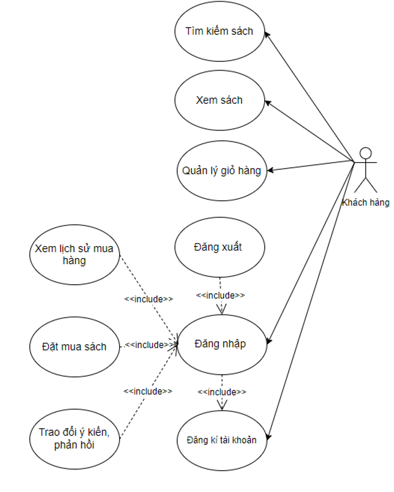 Tìm kiếm sách
Xem sách
Quản lý giỏ hàng
Khách hàng
Xem lịch sử mua
hàng
Đăng xuất
<<include>>
<<include>>
Đặt mua sách
<<include>>
Đăng nhập
<<include>>
<<include>>
Trao đổi ý kiến,
phản hồi
Đăng kí tài khoản